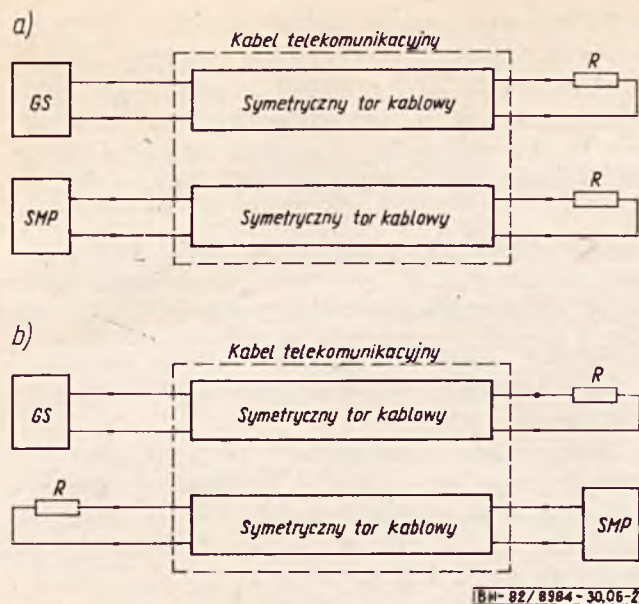 a)
Kabel telekomunikacyjny
GS
Symetryczny tor kablowy
R
SMP
Symetryczny tor kablowy
R
b)
Kabel telekomunikacyjny
GS
Symetryczny tor kablowy
R
R
Symetryczny tor kablowy
SMP
BN-82/8984-30.06-2